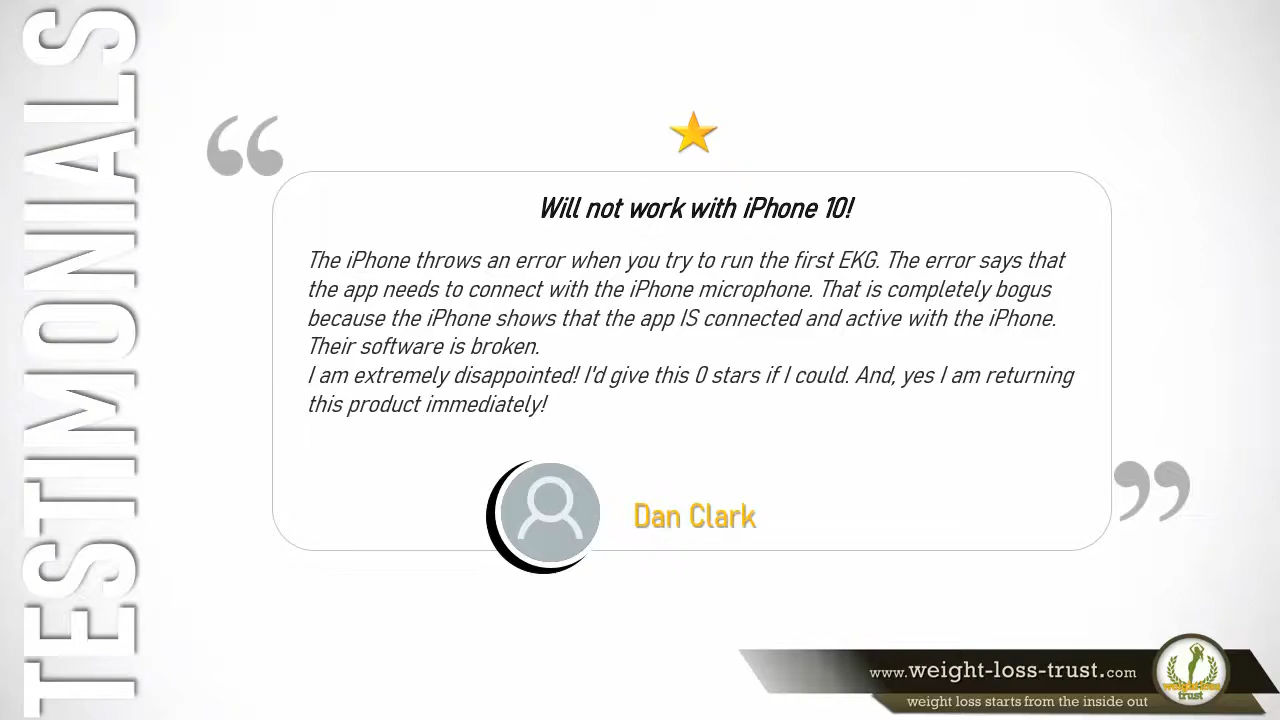 TESTIMONIALS
“
Will not work with iPhone 10!
The iPhone throws an error when you try to run the first EKG. The error says that
the app needs to connect with the iPhone microphone. That is completely bogus
because the iPhone shows that the app IS connected and active with the iPhone.
Their software is broken.
I am extremely disappointed! I'd give this 0 stars if I could. And, yes I am returning
this product immediately!
Dan Clark
”
www.weight-loss-trust.com
weight loss starts from the inside out
weight loss
trust